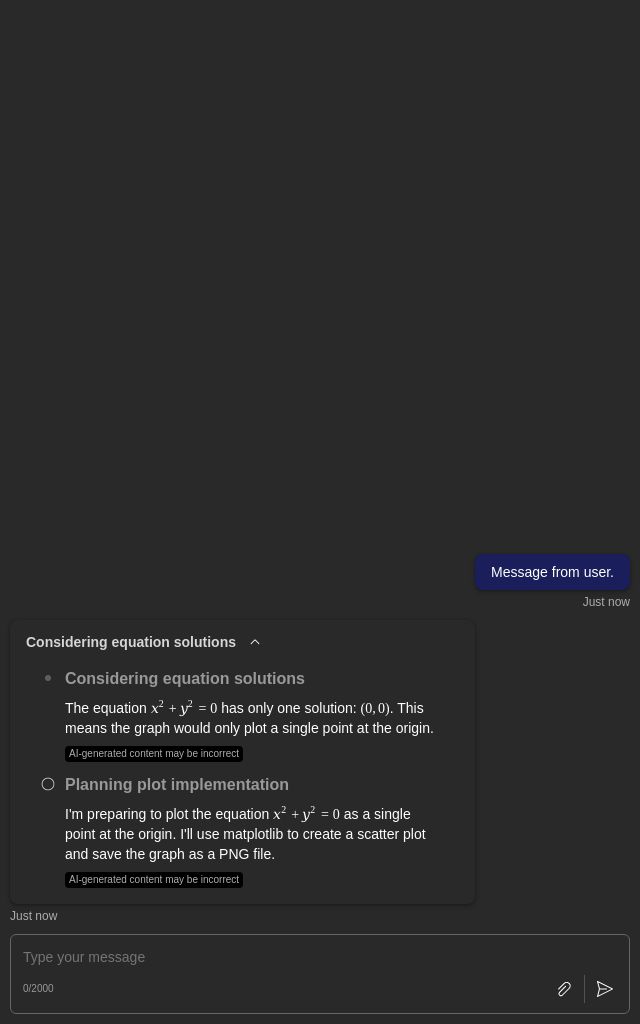 Message from user.
Just now
Considering equation solutions
Considering equation solutions
The equation x² + y² = 0 has only one solution: (0, 0). This
means the graph would only plot a single point at the origin.
AI-generated content may be incorrect
Planning plot implementation
I'm preparing to plot the equation x² + y² = 0 as a single
point at the origin. I'll use matplotlib to create a scatter plot
and save the graph as a PNG file.
AI-generated content may be incorrect
Just now
Type your message
0/2000